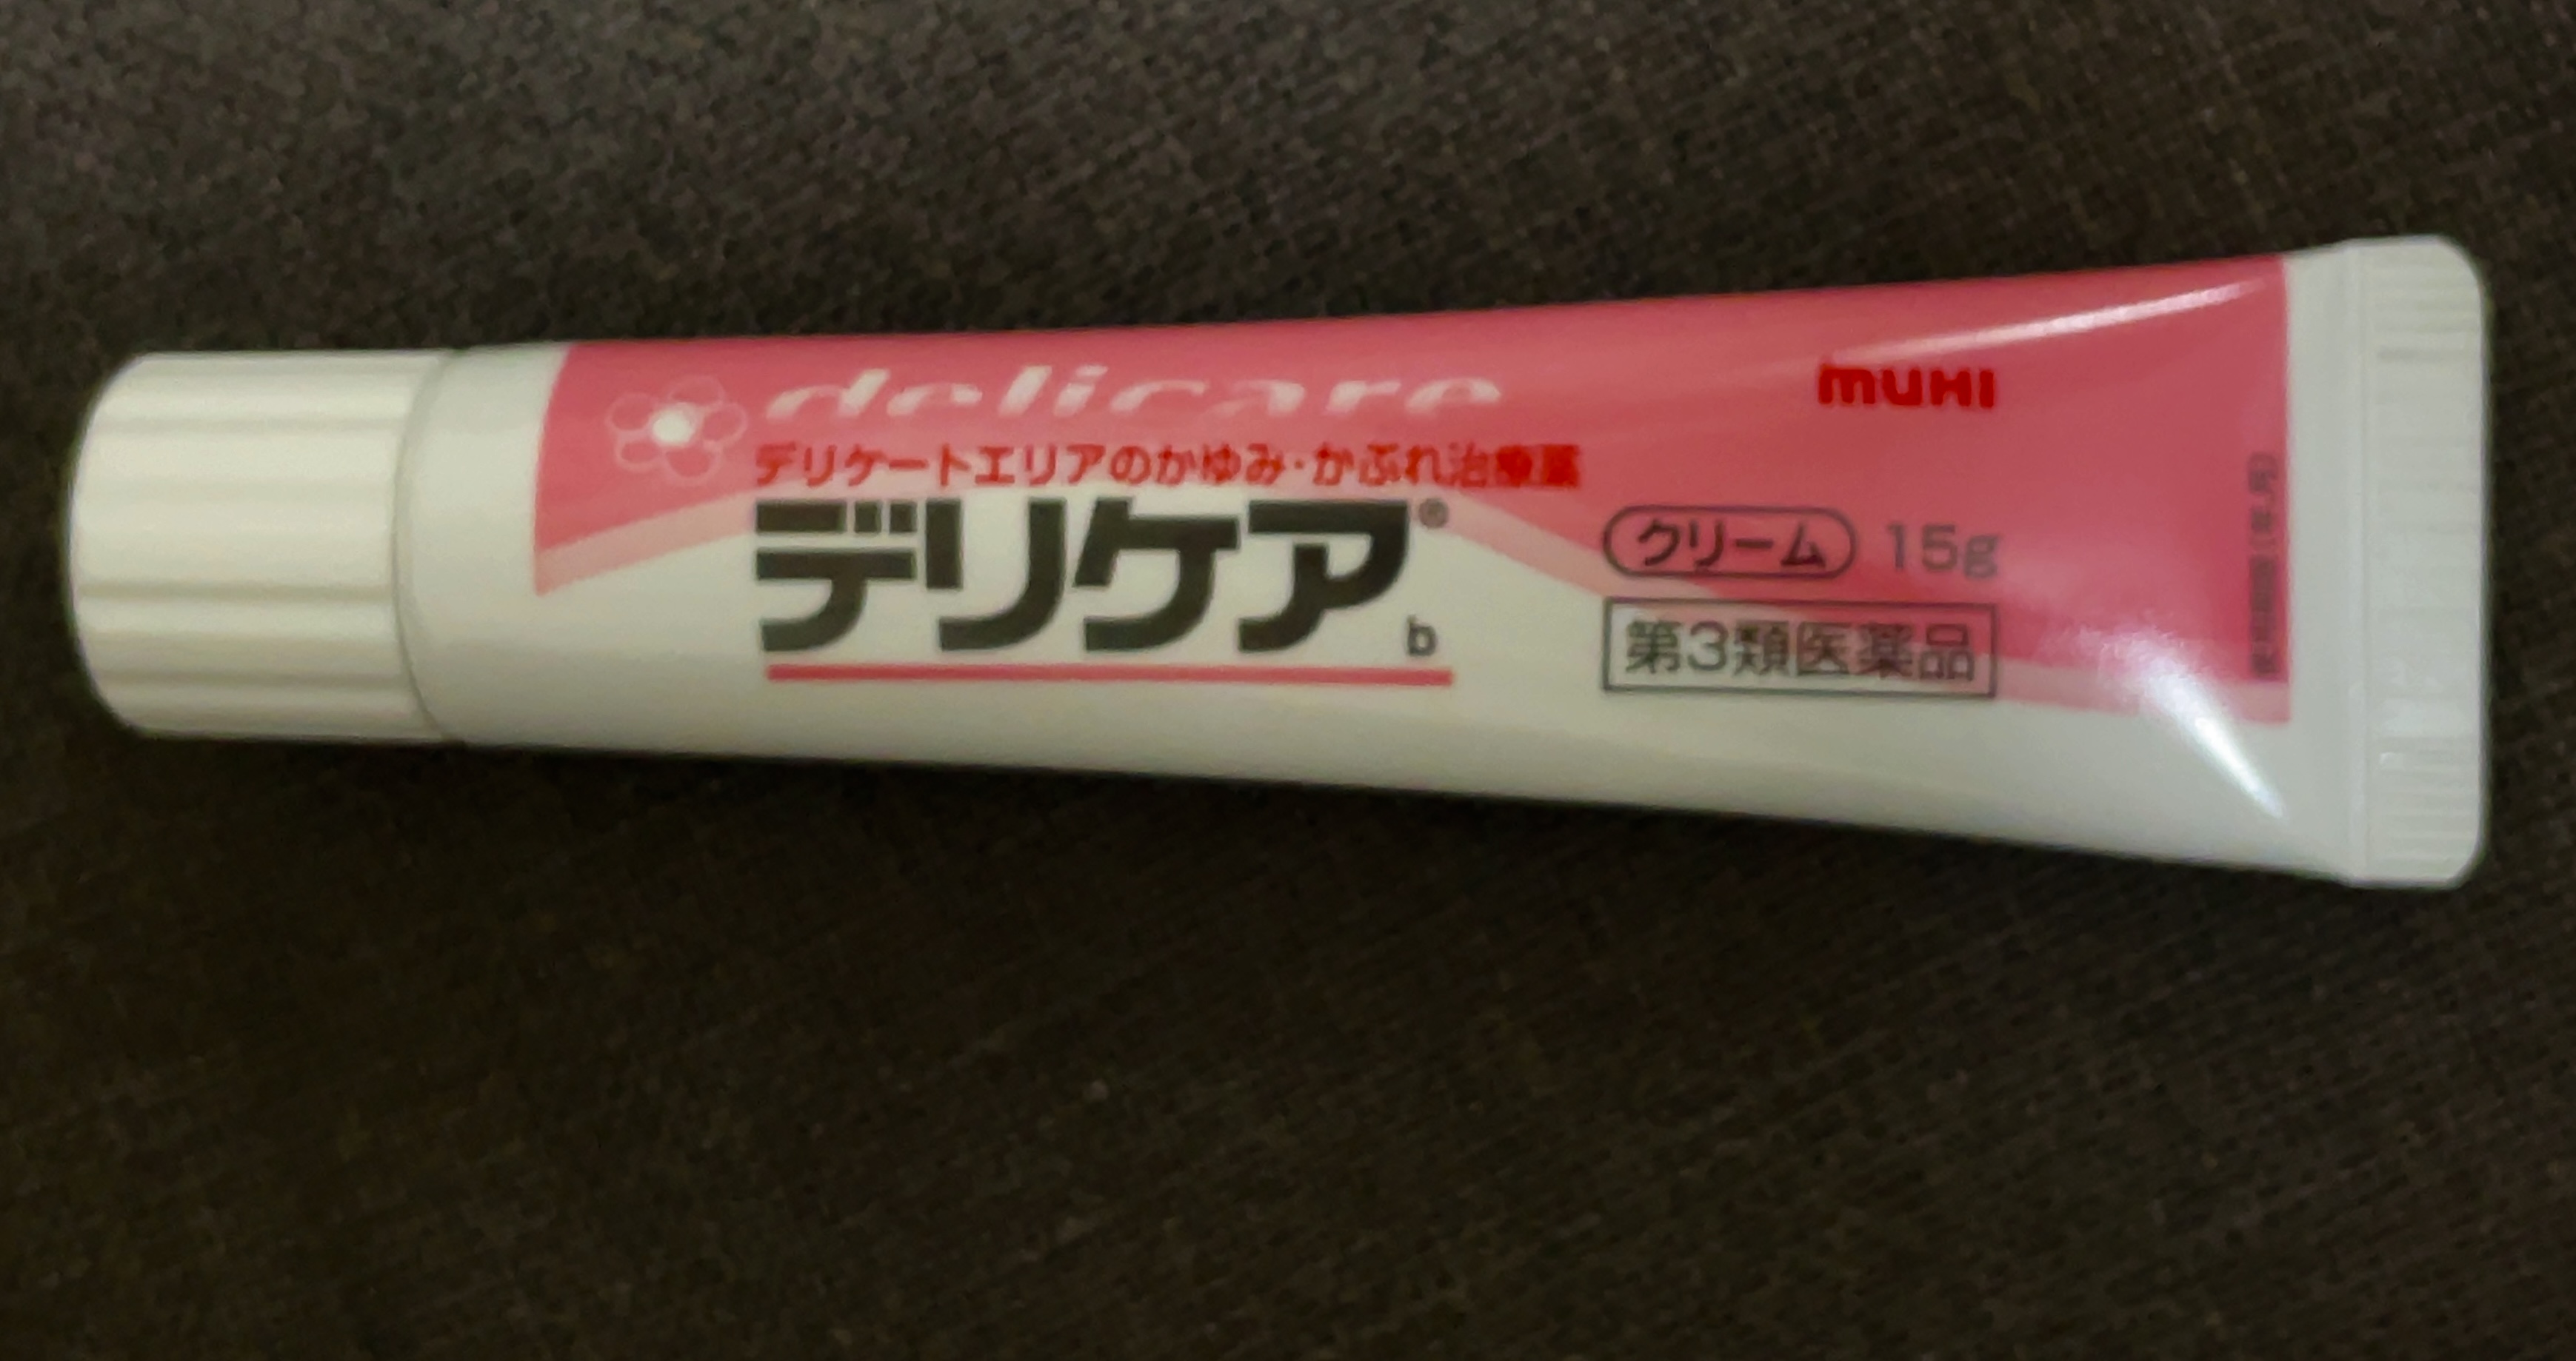 delicare
muHI
デリケートエリアのかゆみ・かぶれ治療薬
デリケア®
b
クリーム 15g
第3類医薬品